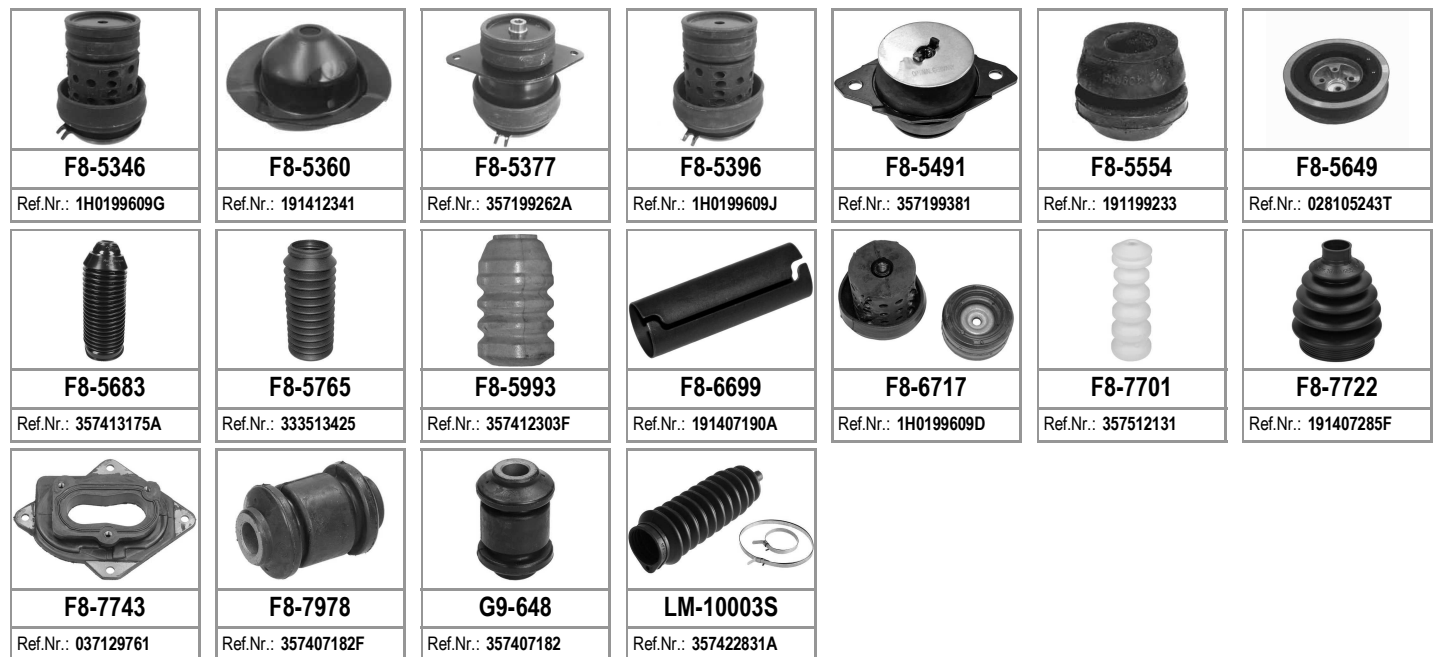 F8-5346 F8-5360 F8-5377 F8-5396 F8-5491 F8-5554 F8-5649
Ref.Nr.: 1H0199609G Ref.Nr.: 191412341 Ref.Nr.: 357199262A Ref.Nr.: 1H0199609J Ref.Nr.: 357199381 Ref.Nr.: 191199233 Ref.Nr.: 028105243T
F8-5683 F8-5765 F8-5993 F8-6699 F8-6717 F8-7701 F8-7722
Ref.Nr.: 357413175A Ref.Nr.: 333513425 Ref.Nr.: 357412303F Ref.Nr.: 191407190A Ref.Nr.: 1H0199609D Ref.Nr.: 357512131 Ref.Nr.: 191407285F
F8-7743 F8-7978 G9-648 LM-10003S
Ref.Nr.: 037129761 Ref.Nr.: 357407182F Ref.Nr.: 357407182 Ref.Nr.: 357422831A